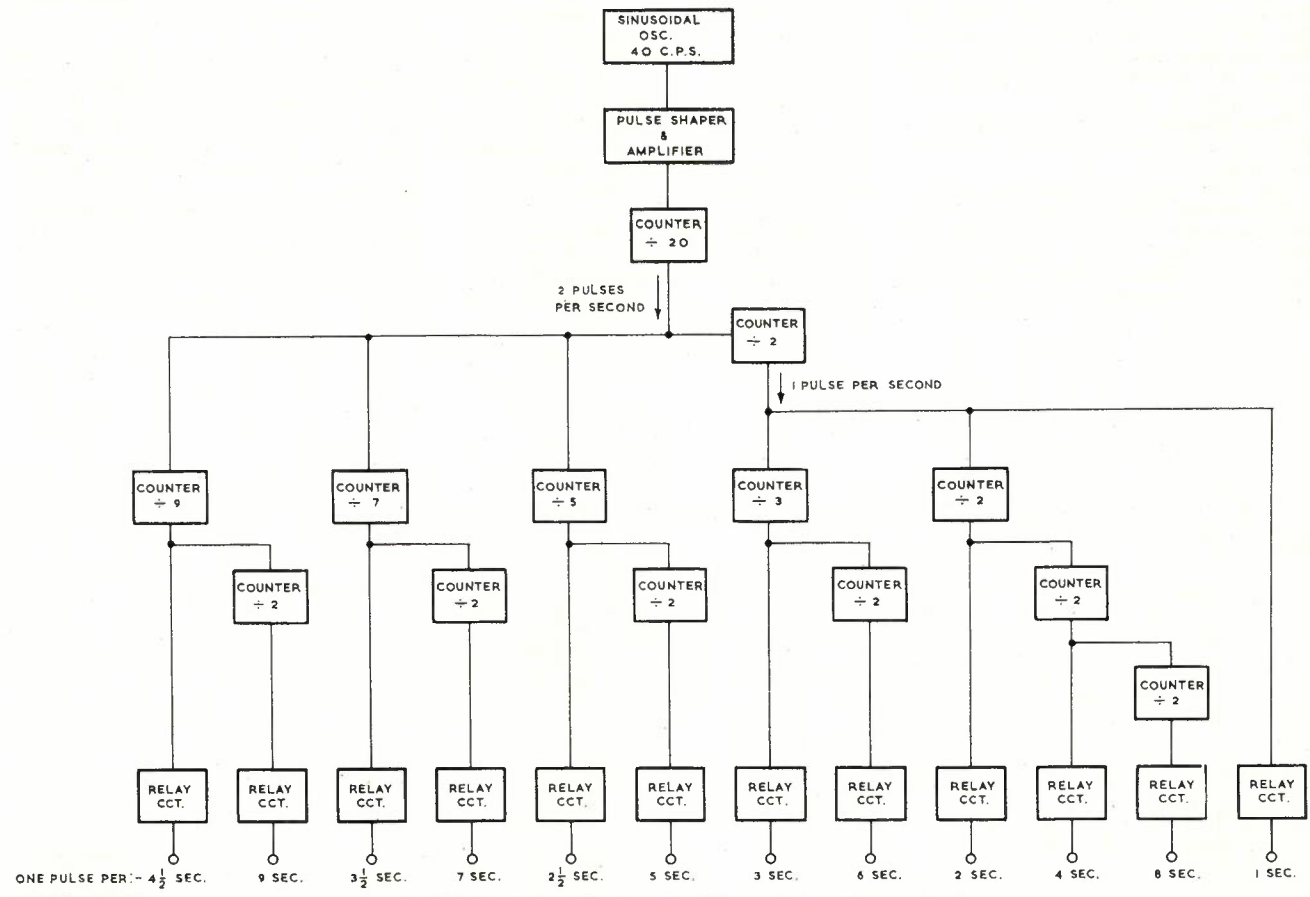 SINUSOIDAL
OSC.
40 C.P.S.
PULSE SHAPER
&
AMPLIFIER
COUNTER
÷ 20
2 PULSES
PER SECOND
COUNTER
÷ 2
1 PULSE PER SECOND
COUNTER
÷ 9
COUNTER
÷ 7
COUNTER
÷ 5
COUNTER
÷ 3
COUNTER
÷ 2
COUNTER
÷ 2
COUNTER
÷ 2
COUNTER
÷ 2
COUNTER
÷ 2
COUNTER
÷ 2
COUNTER
÷ 2
RELAY
CCT.
RELAY
CCT.
RELAY
CCT.
RELAY
CCT.
RELAY
CCT.
RELAY
CCT.
RELAY
CCT.
RELAY
CCT.
RELAY
CCT.
RELAY
CCT.
RELAY
CCT.
RELAY
CCT.
ONE PULSE PER:- 4½ SEC. 9 SEC. 3½ SEC. 7 SEC. 2½ SEC. 5 SEC. 3 SEC. 6 SEC. 2 SEC. 4 SEC. 8 SEC. 1 SEC.